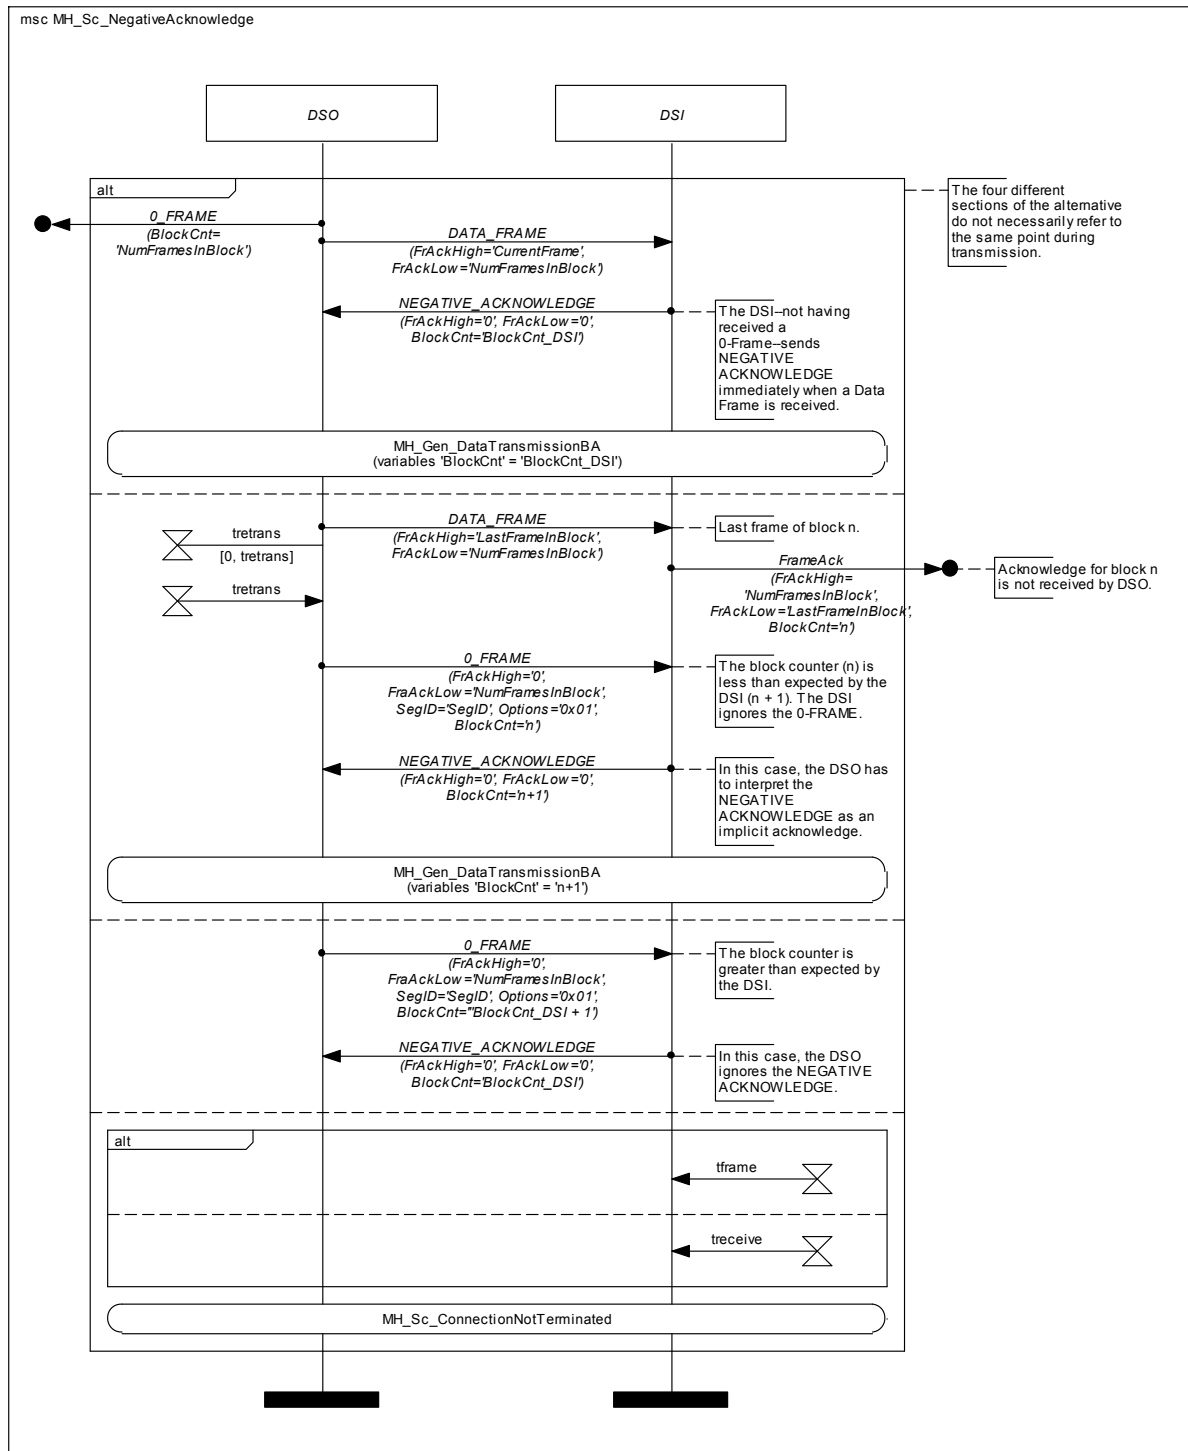 msc MH_Sc_NegativeAcknowledge
DSO
DSI
alt
The four different
sections of the alternative
do not necessarily refer to
the same point during
transmission.
0_FRAME
(BlockCnt=
'NumFramesInBlock')
DATA_FRAME
(FrAckHigh='CurrentFrame',
FrAckLow='NumFramesInBlock')
NEGATIVE_ACKNOWLEDGE
(FrAckHigh='0', FrAckLow='0',
BlockCnt='BlockCnt_DSI')
The DSI--not having
received a
0-Frame--sends
NEGATIVE
ACKNOWLEDGE
immediately when a Data
Frame is received.
MH_Gen_DataTransmissionBA
(variables 'BlockCnt' = 'BlockCnt_DSI')
DATA_FRAME
(FrAckHigh='LastFrameInBlock',
FrAckLow='NumFramesInBlock')
Last frame of block n.
tretrans
[0, tretrans]
FrameAck
(FrAckHigh=
'NumFramesInBlock',
FrAckLow='LastFrameInBlock',
BlockCnt='n')
Acknowledge for block n
is not received by DSO.
tretrans
0_FRAME
(FrAckHigh='0',
FraAckLow='NumFramesInBlock',
SegID='SegID', Options='0x01',
BlockCnt='n')
The block counter (n) is
less than expected by the
DSI (n + 1). The DSI
ignores the 0-FRAME.
NEGATIVE_ACKNOWLEDGE
(FrAckHigh='0', FrAckLow='0',
BlockCnt='n+1')
In this case, the DSO has
to interpret the
NEGATIVE
ACKNOWLEDGE as an
implicit acknowledge.
MH_Gen_DataTransmissionBA
(variables 'BlockCnt' = 'n+1')
0_FRAME
(FrAckHigh='0',
FraAckLow='NumFramesInBlock',
SegID='SegID', Options='0x01',
BlockCnt="BlockCnt_DSI + 1')
The block counter is
greater than expected by
the DSI.
NEGATIVE_ACKNOWLEDGE
(FrAckHigh='0', FrAckLow='0',
BlockCnt='BlockCnt_DSI')
In this case, the DSO
ignores the NEGATIVE
ACKNOWLEDGE.
alt
tframe
treceive
MH_Sc_ConnectionNotTerminated